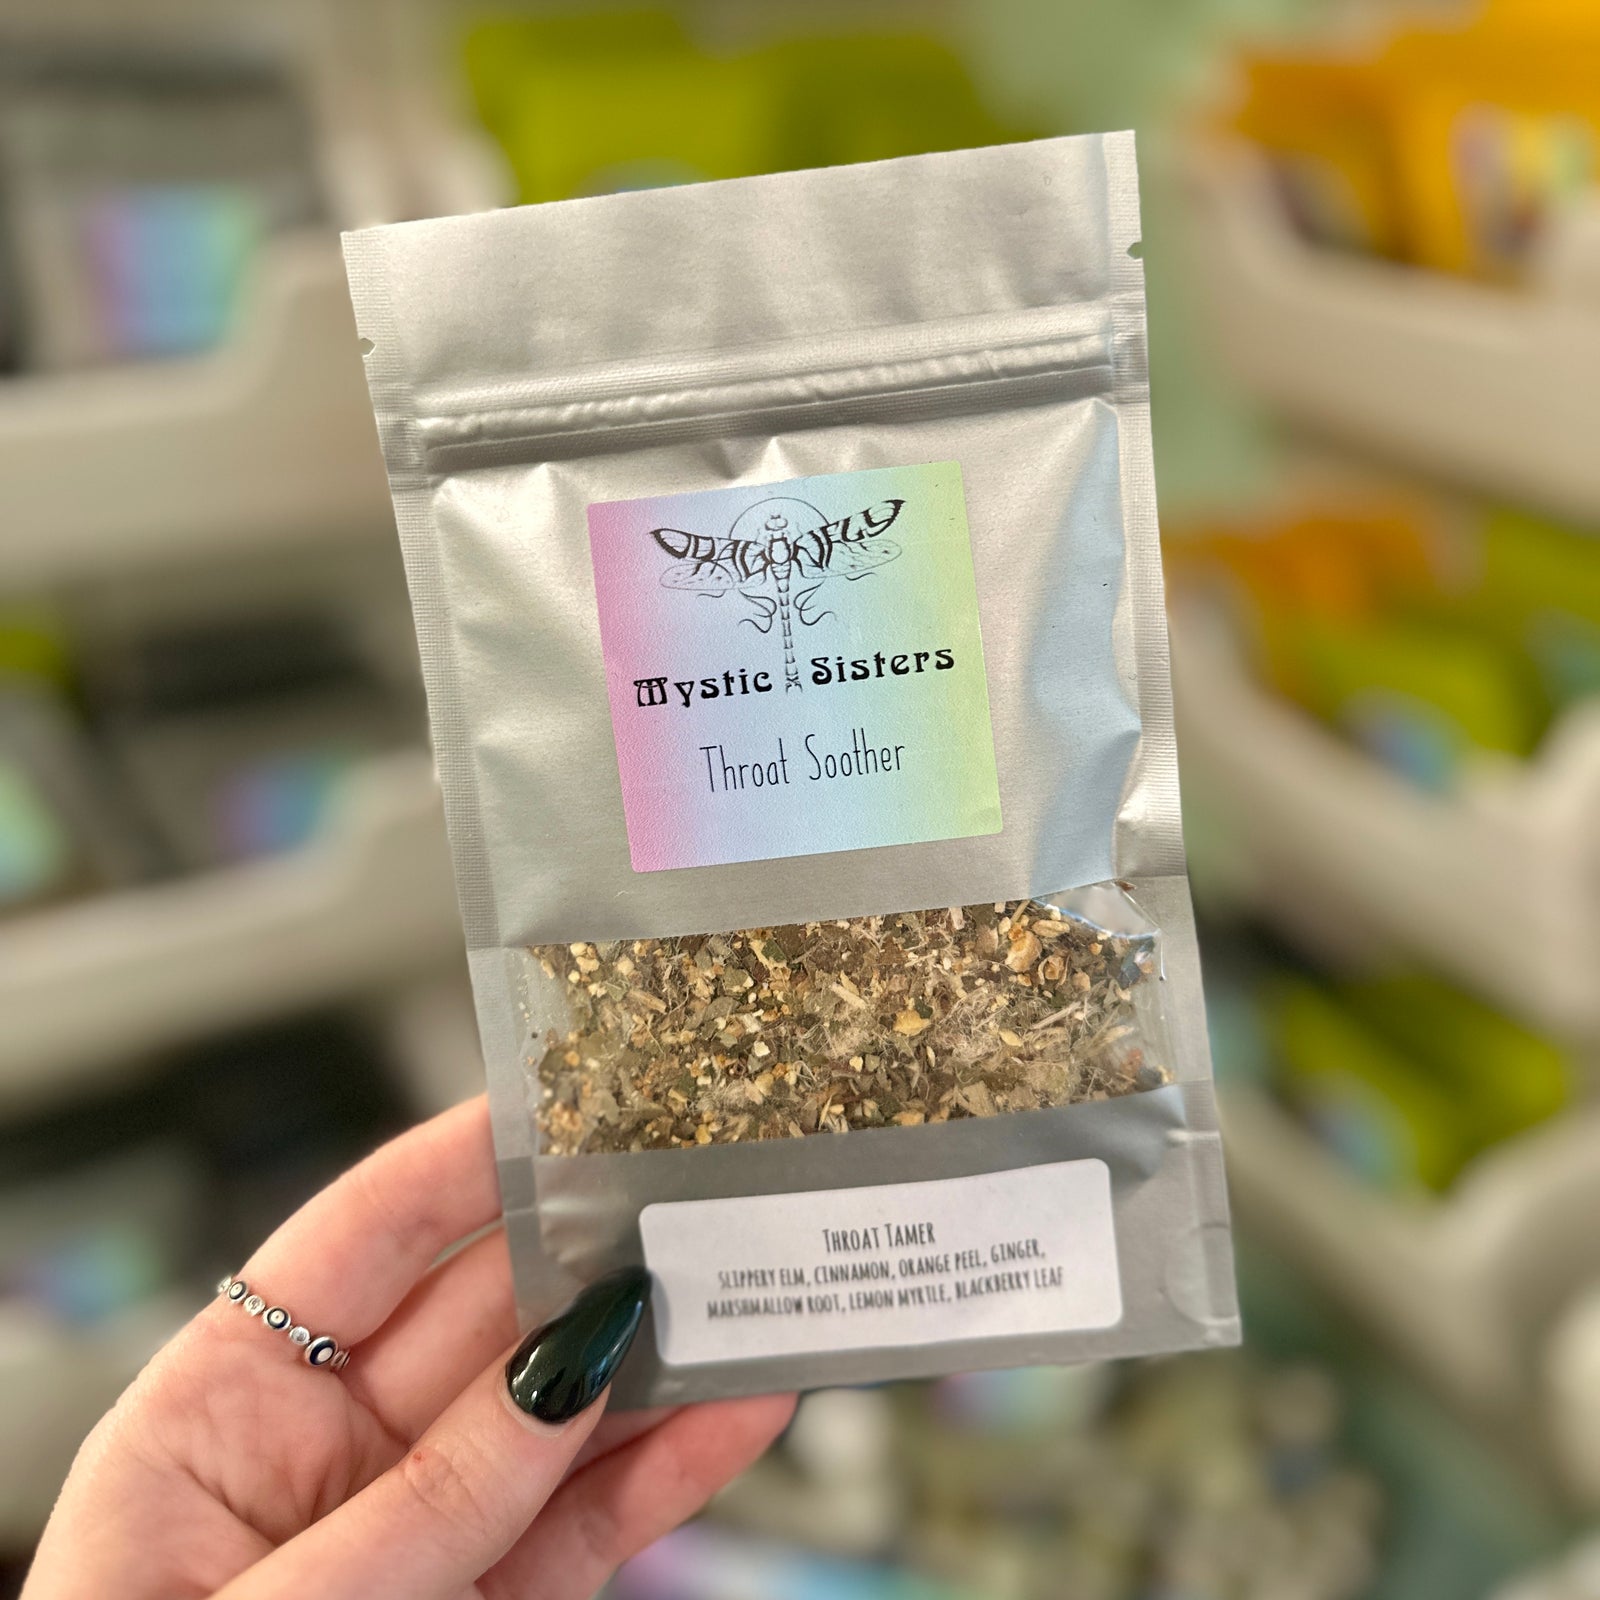 DRAGONFLY
Mystic Sisters
Throat Soother
THROAT TAMER
SLIPPERY ELM, CINNAMON, ORANGE PEEL, GINGER,
MARSHMALLOW ROOT, LEMON MYRTLE, BLACKBERRY LEAF